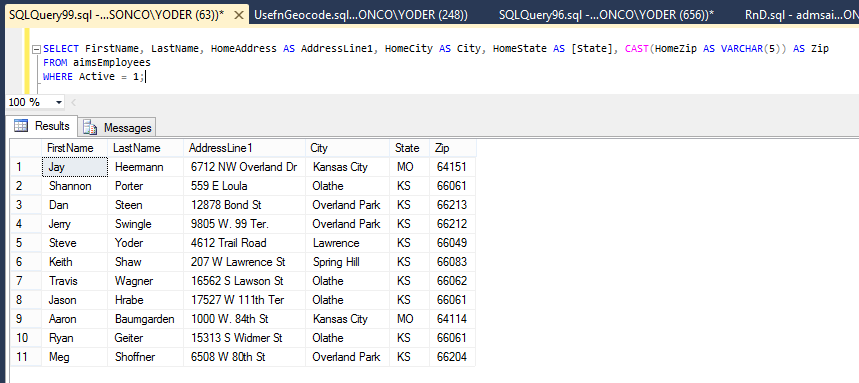 SQLQuery99.sql -...SONCO\YODER (63))* UsefnGeocode.sql...ONCO\YODER (248)) SQLQuery96.sql -...ONCO\YODER (656))* RnD.sql - admsai...ON
SELECT FirstName, LastName, HomeAddress AS AddressLine1, HomeCity AS City, HomeState AS [State], CAST(HomeZip AS VARCHAR(5)) AS Zip
FROM aimsEmployees
WHERE Active = 1;
100 %
Results Messages
FirstName LastName AddressLine1 City State Zip
1 Jay Heermann 6712 NW Overland Dr Kansas City MO 64151
2 Shannon Porter 559 E Loula Olathe KS 66061
3 Dan Steen 12878 Bond St Overland Park KS 66213
4 Jerry Swingle 9805 W. 99 Ter. Overland Park KS 66212
5 Steve Yoder 4612 Trail Road Lawrence KS 66049
6 Keith Shaw 207 W Lawrence St Spring Hill KS 66083
7 Travis Wagner 16562 S Lawson St Olathe KS 66062
8 Jason Hrabe 17527 W 111th Ter Olathe KS 66061
9 Aaron Baumgarden 1000 W. 84th St Kansas City MO 64114
10 Ryan Geiter 15313 S Widmer St Olathe KS 66061
11 Meg Shoffner 6508 W 80th St Overland Park KS 66204